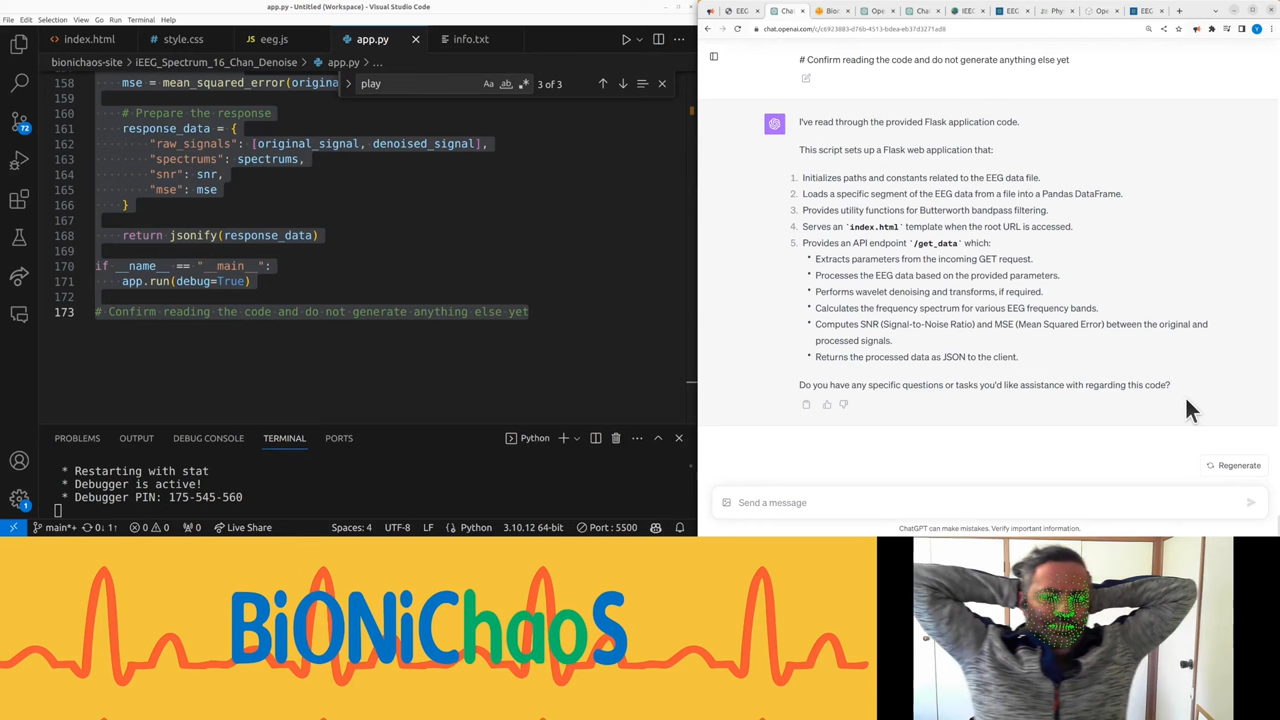 app.py - Untitled (Workspace) - Visual Studio Code
Edit Selection View Go Run Terminal Help
index.html
style.css
eeg.js
app.py
info.txt
bionichaos-site > iEEG_Spectrum_16_Chan_Denoise > app.py > ...
play
Aa ab .*
3 of 3
158 mse = mean_squared_error(origina
159
160 # Prepare the response
161 response_data = {
162 "raw_signals": [original_signal, denoised_signal],
163 "spectrums": spectrums,
164 "snr": snr,
165 "mse": mse
166 }
167
168 return jsonify(response_data)
169
170 if __name__ == "__main__":
171 app.run(debug=True)
172
173 # Confirm reading the code and do not generate anything else yet
72
1
PROBLEMS OUTPUT DEBUG CONSOLE TERMINAL PORTS
Python
* Restarting with stat
* Debugger is active!
* Debugger PIN: 175-545-560
main*+ 0↓ 1↑ 0 0 0 Live Share Spaces: 4 UTF-8 LF Python 3.10.12 64-bit Port : 5500
EEG Chat Ope Chat IEEE EEG Phy Ope EEG
chat.openai.com/c/c6923883-d76b-4513-bdea-eb37d3271ad8
Y
# Confirm reading the code and do not generate anything else yet
I've read through the provided Flask application code.
This script sets up a Flask web application that:
1. Initializes paths and constants related to the EEG data file.
2. Loads a specific segment of the EEG data from a file into a Pandas DataFrame.
3. Provides utility functions for Butterworth bandpass filtering.
4. Serves an `index.html` template when the root URL is accessed.
5. Provides an API endpoint `/get_data` which:
• Extracts parameters from the incoming GET request.
• Processes the EEG data based on the provided parameters.
• Performs wavelet denoising and transforms, if required.
• Calculates the frequency spectrum for various EEG frequency bands.
• Computes SNR (Signal-to-Noise Ratio) and MSE (Mean Squared Error) between the original and
processed signals.
• Returns the processed data as JSON to the client.
Do you have any specific questions or tasks you'd like assistance with regarding this code?
Regenerate
Send a message
ChatGPT can make mistakes. Verify important information.
BiONiChaoS